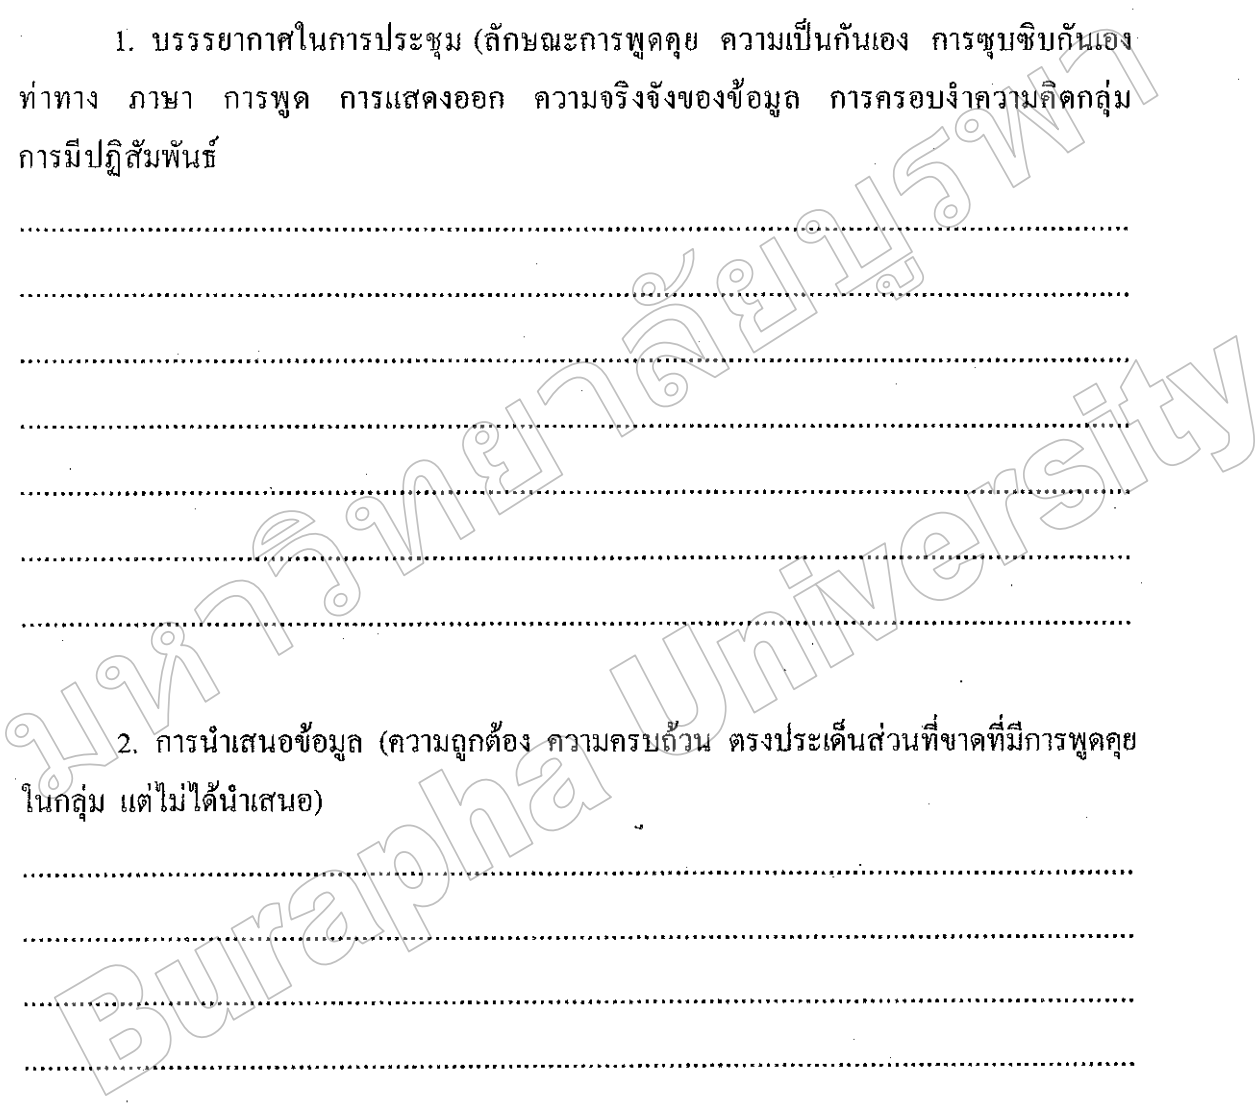 1. บรรรยากาศในการประชุม (ลักษณะการพูดคุย ความเป็นกันเอง การซุบซิบกันเอง
ท่าทาง ภาษา การพูด การแสดงออก ความจริงจังของข้อมูล การครอบงำความคิดกลุ่ม
การมีปฏิสัมพันธ์
........................................................................
........................................................................
........................................................................
........................................................................
........................................................................
........................................................................
........................................................................
2. การนำเสนอข้อมูล (ความถูกต้อง ความครบถ้วน ตรงประเด็นส่วนที่ขาดที่มีการพูดคุย
ในกลุ่ม แต่ไม่ได้นำเสนอ)
........................................................................
........................................................................
........................................................................
........................................................................
มหาวิทยาลัยบูรพา
Burapha University